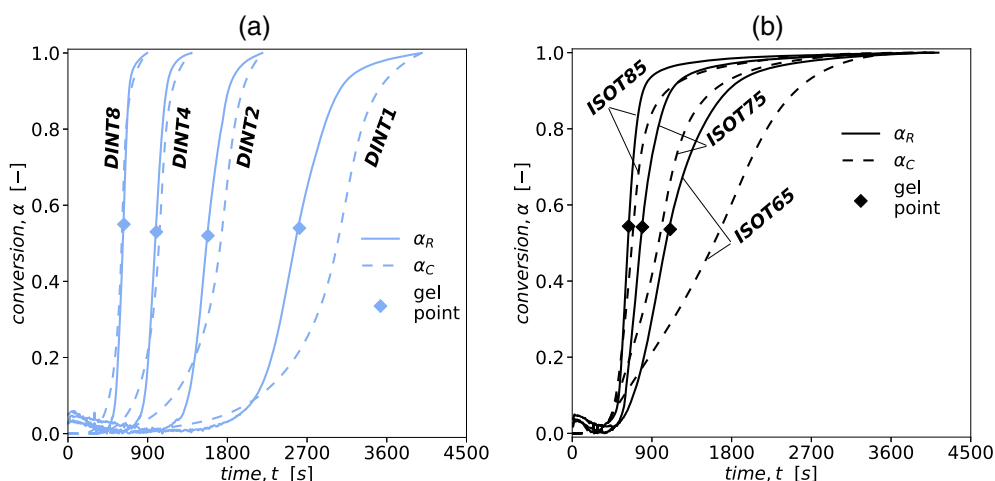 (a)
conversion, α [−]
1.0
0.8
0.6
0.4
0.2
0.0
DINT8
DINT4
DINT2
DINT1
α_R
α_C
gel
point
0 900 1800 2700 3600 4500
time, t [s]
(b)
conversion, α [−]
1.0
0.8
0.6
0.4
0.2
0.0
ISOT85
ISOT75
ISOT65
α_R
α_C
gel
point
0 900 1800 2700 3600 4500
time, t [s]